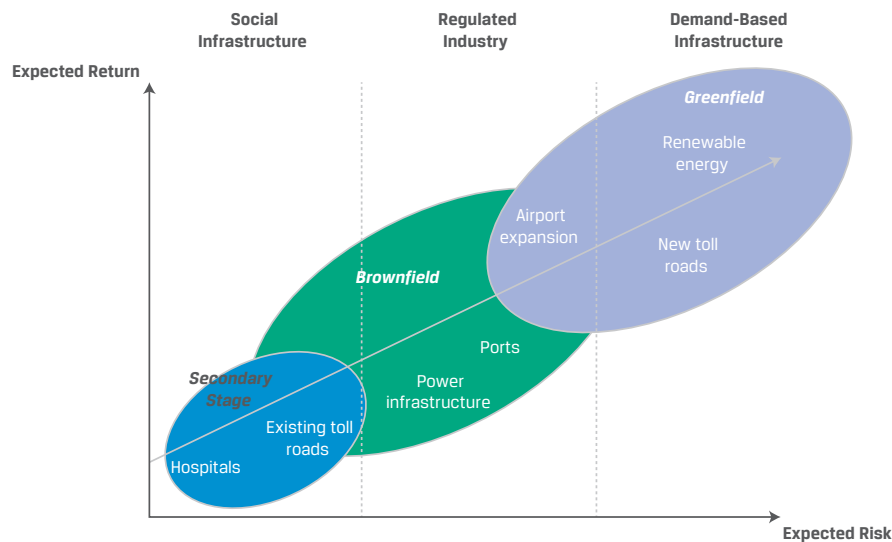 Social
Infrastructure
Regulated
Industry
Demand-Based
Infrastructure
Expected Return
Greenfield
Renewable
energy
Airport
expansion
New toll
roads
Brownfield
Ports
Power
infrastructure
Secondary
Stage
Existing toll
roads
Hospitals
Expected Risk